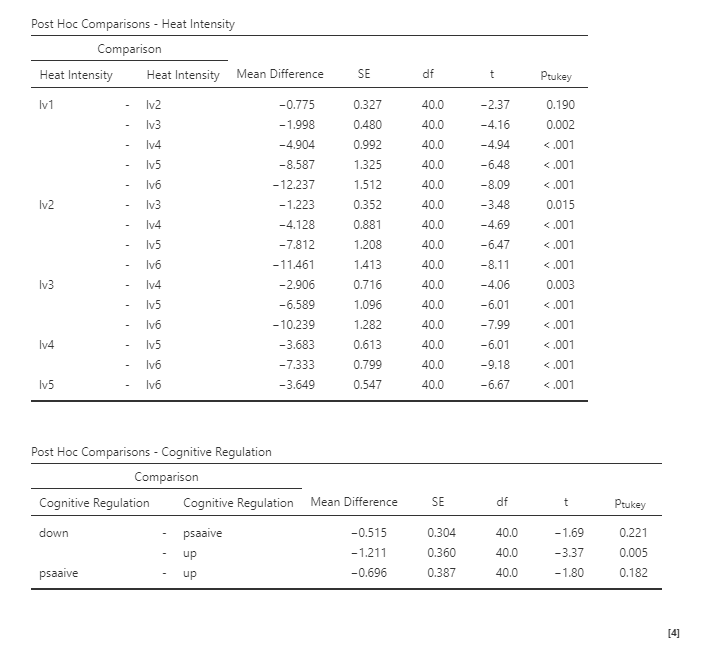 Post Hoc Comparisons - Heat Intensity
Comparison
Heat Intensity Heat Intensity Mean Difference SE df t Ptukey
lv1 - lv2 −0.775 0.327 40.0 −2.37 0.190
- lv3 −1.998 0.480 40.0 −4.16 0.002
- lv4 −4.904 0.992 40.0 −4.94 < .001
- lv5 −8.587 1.325 40.0 −6.48 < .001
- lv6 −12.237 1.512 40.0 −8.09 < .001
lv2 - lv3 −1.223 0.352 40.0 −3.48 0.015
- lv4 −4.128 0.881 40.0 −4.69 < .001
- lv5 −7.812 1.208 40.0 −6.47 < .001
- lv6 −11.461 1.413 40.0 −8.11 < .001
lv3 - lv4 −2.906 0.716 40.0 −4.06 0.003
- lv5 −6.589 1.096 40.0 −6.01 < .001
- lv6 −10.239 1.282 40.0 −7.99 < .001
lv4 - lv5 −3.683 0.613 40.0 −6.01 < .001
- lv6 −7.333 0.799 40.0 −9.18 < .001
lv5 - lv6 −3.649 0.547 40.0 −6.67 < .001
Post Hoc Comparisons - Cognitive Regulation
Comparison
Cognitive Regulation Cognitive Regulation Mean Difference SE df t Ptukey
down - psaaive −0.515 0.304 40.0 −1.69 0.221
- up −1.211 0.360 40.0 −3.37 0.005
psaaive - up −0.696 0.387 40.0 −1.80 0.182
[4]